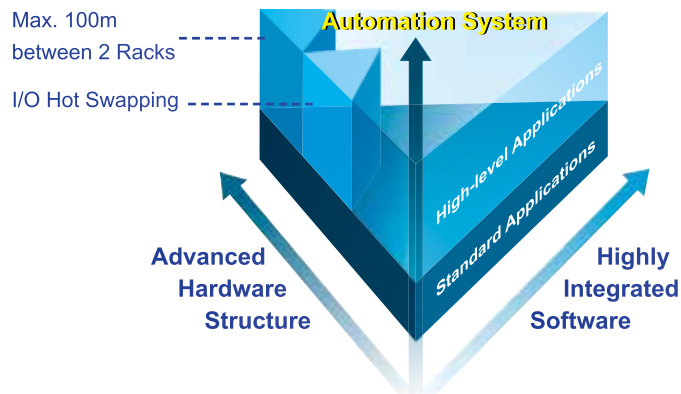 Max. 100m
between 2 Racks
Automation System
I/O Hot Swapping
High-level Applications
Standard Applications
Advanced
Hardware
Structure
Highly
Integrated
Software